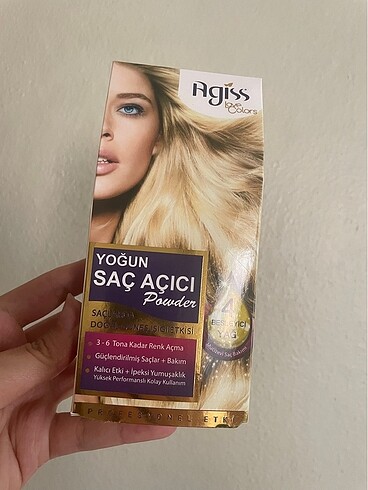 Agiss
Love
Colors
YOĞUN
SAÇ AÇICI
Powder
4
YAĞ
3 - 6 Tona Kadar Renk Açma
Güçlendirilmiş Saçlar + Bakım
Kalıcı Etki + İpeksi Yumuşaklık
Yüksek Performanslı Kolay Kullanım